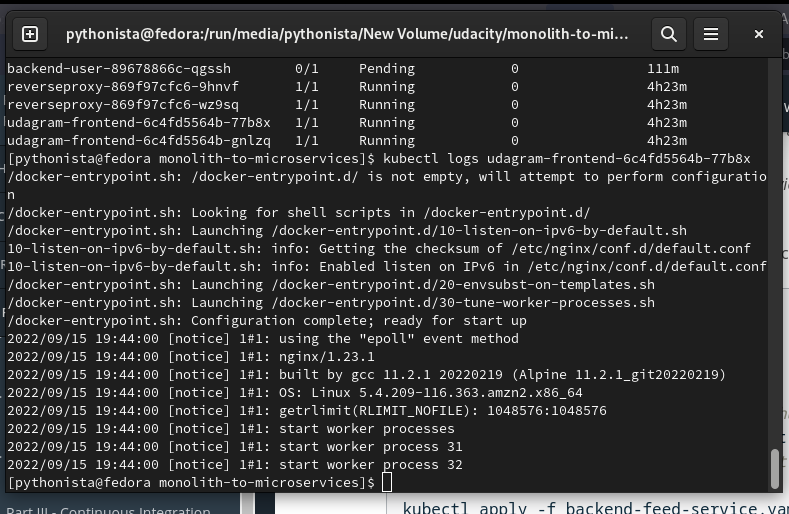 pythonista@fedora:/run/media/pythonista/New Volume/udacity/monolith-to-mi...
backend-user-89678866c-qgssh 0/1 Pending 0 111m
reverseproxy-869f97cfc6-9hnvf 1/1 Running 0 4h23m
reverseproxy-869f97cfc6-wz9sq 1/1 Running 0 4h23m
udagram-frontend-6c4fd5564b-77b8x 1/1 Running 0 4h23m
udagram-frontend-6c4fd5564b-gnlzq 1/1 Running 0 4h23m
[pythonista@fedora monolith-to-microservices]$ kubectl logs udagram-frontend-6c4fd5564b-77b8x
/docker-entrypoint.sh: /docker-entrypoint.d/ is not empty, will attempt to perform configuratio
n
/docker-entrypoint.sh: Looking for shell scripts in /docker-entrypoint.d/
/docker-entrypoint.sh: Launching /docker-entrypoint.d/10-listen-on-ipv6-by-default.sh
10-listen-on-ipv6-by-default.sh: info: Getting the checksum of /etc/nginx/conf.d/default.conf
10-listen-on-ipv6-by-default.sh: info: Enabled listen on IPv6 in /etc/nginx/conf.d/default.conf
/docker-entrypoint.sh: Launching /docker-entrypoint.d/20-envsubst-on-templates.sh
/docker-entrypoint.sh: Launching /docker-entrypoint.d/30-tune-worker-processes.sh
/docker-entrypoint.sh: Configuration complete; ready for start up
2022/09/15 19:44:00 [notice] 1#1: using the "epoll" event method
2022/09/15 19:44:00 [notice] 1#1: nginx/1.23.1
2022/09/15 19:44:00 [notice] 1#1: built by gcc 11.2.1 20220219 (Alpine 11.2.1_git20220219)
2022/09/15 19:44:00 [notice] 1#1: OS: Linux 5.4.209-116.363.amzn2.x86_64
2022/09/15 19:44:00 [notice] 1#1: getrlimit(RLIMIT_NOFILE): 1048576:1048576
2022/09/15 19:44:00 [notice] 1#1: start worker processes
2022/09/15 19:44:00 [notice] 1#1: start worker process 31
2022/09/15 19:44:00 [notice] 1#1: start worker process 32
[pythonista@fedora monolith-to-microservices]$
Part III - Continuous Integration
kubectl apply -f backend-feed-service.yam